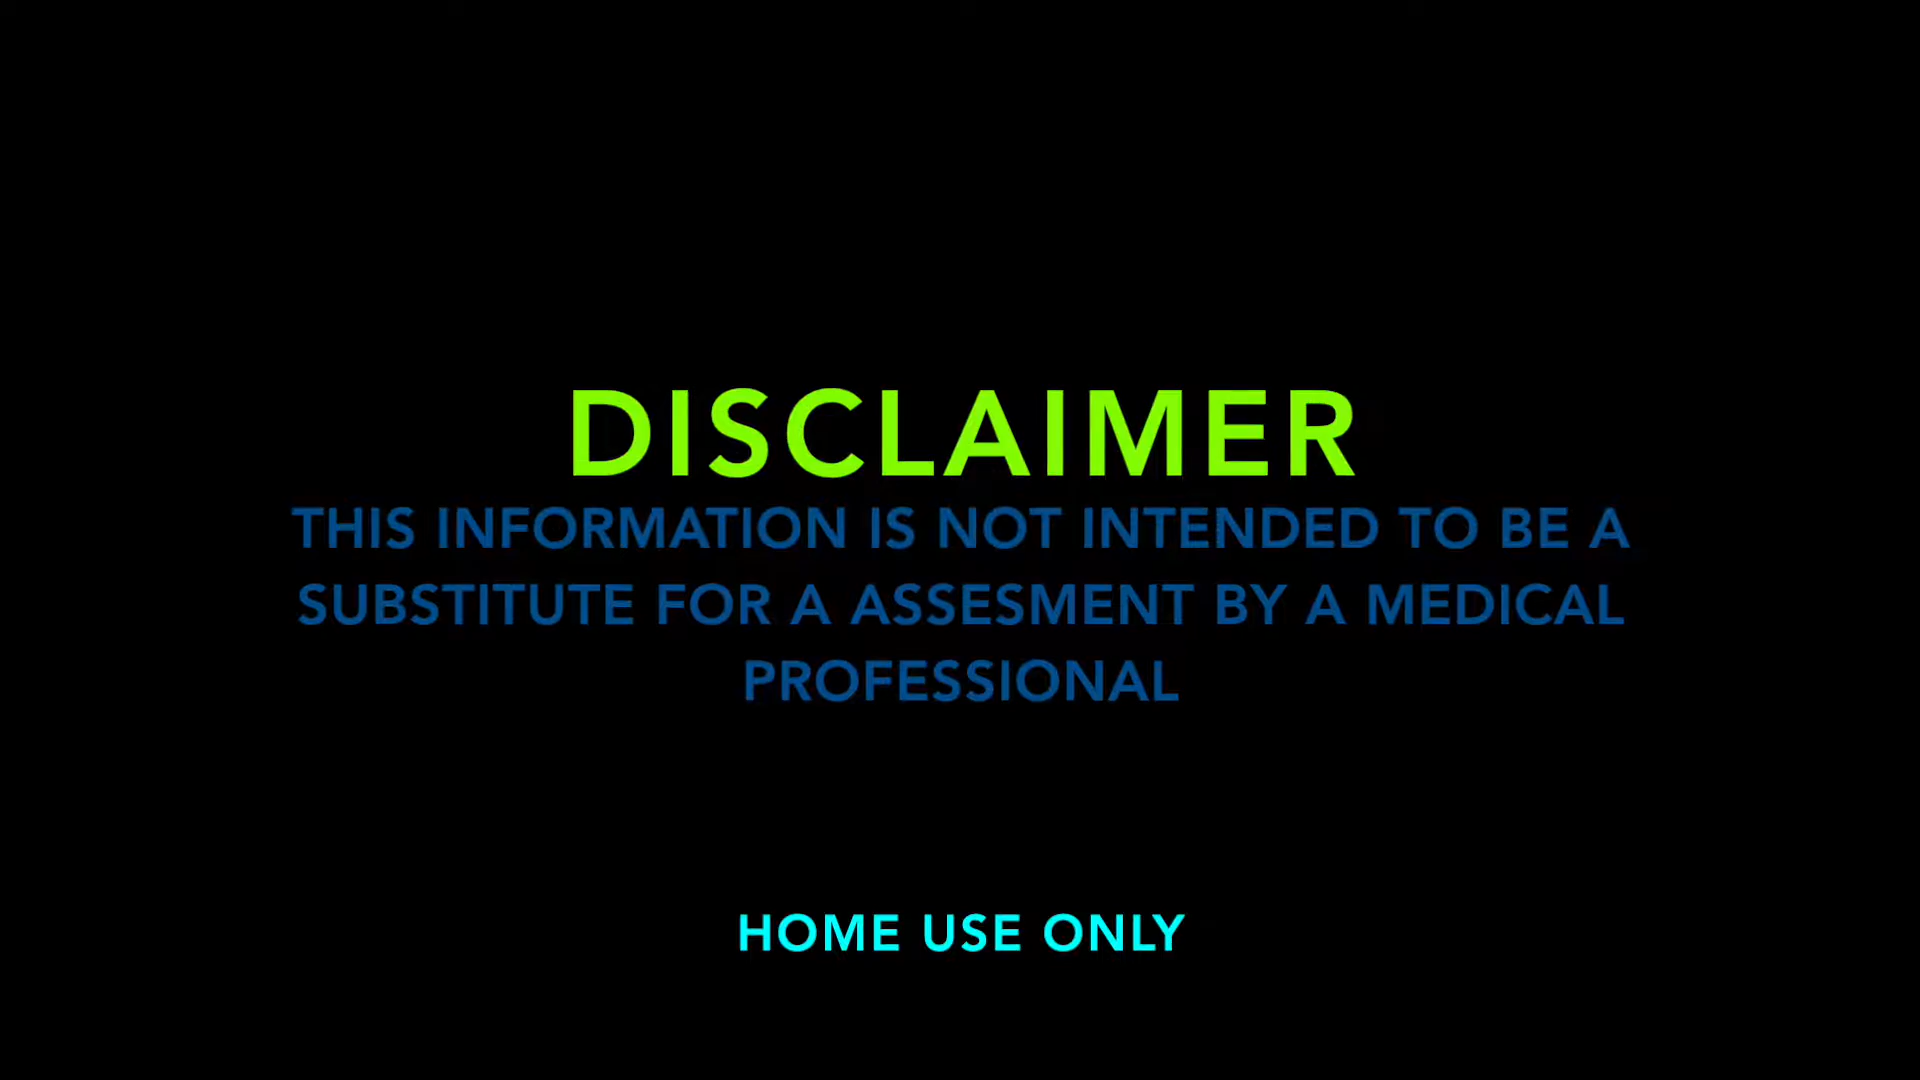 DISCLAIMER
THIS INFORMATION IS NOT INTENDED TO BE A
SUBSTITUTE FOR A ASSESMENT BY A MEDICAL
PROFESSIONAL
HOME USE ONLY